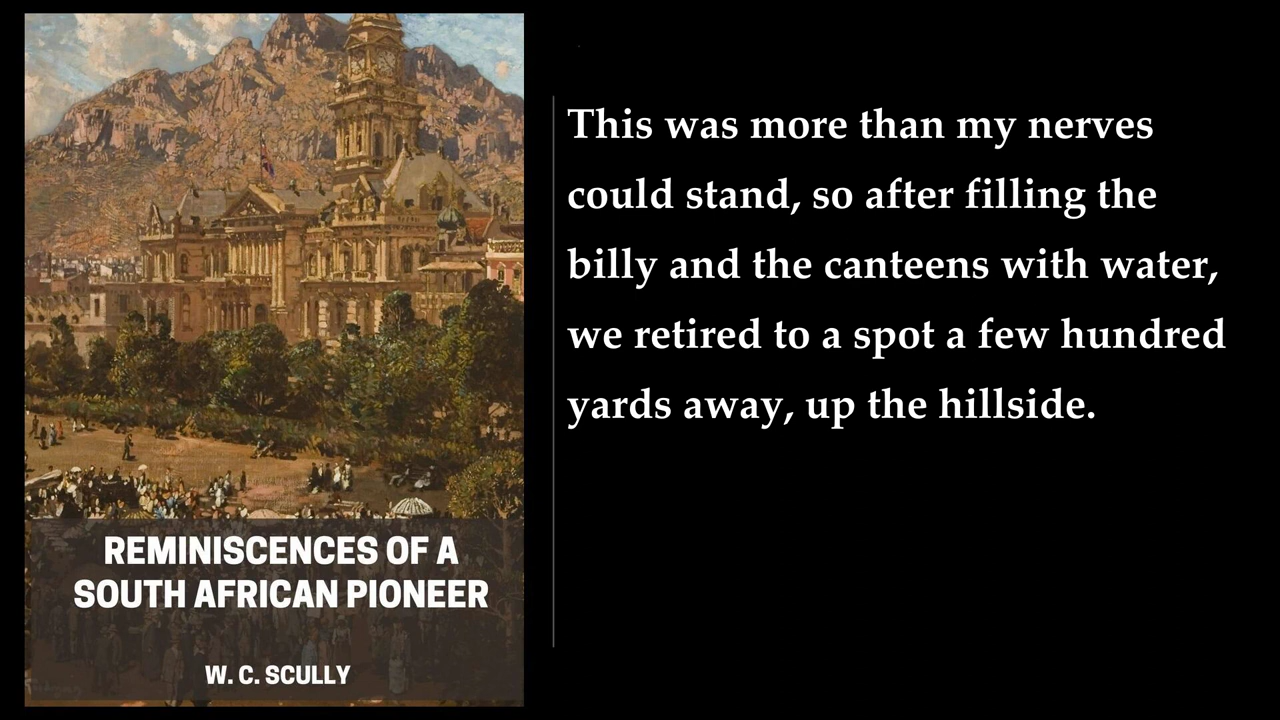 This was more than my nerves
could stand, so after filling the
billy and the canteens with water,
we retired to a spot a few hundred
yards away, up the hillside.
REMINISCENCES OF A
SOUTH AFRICAN PIONEER
W. C. SCULLY